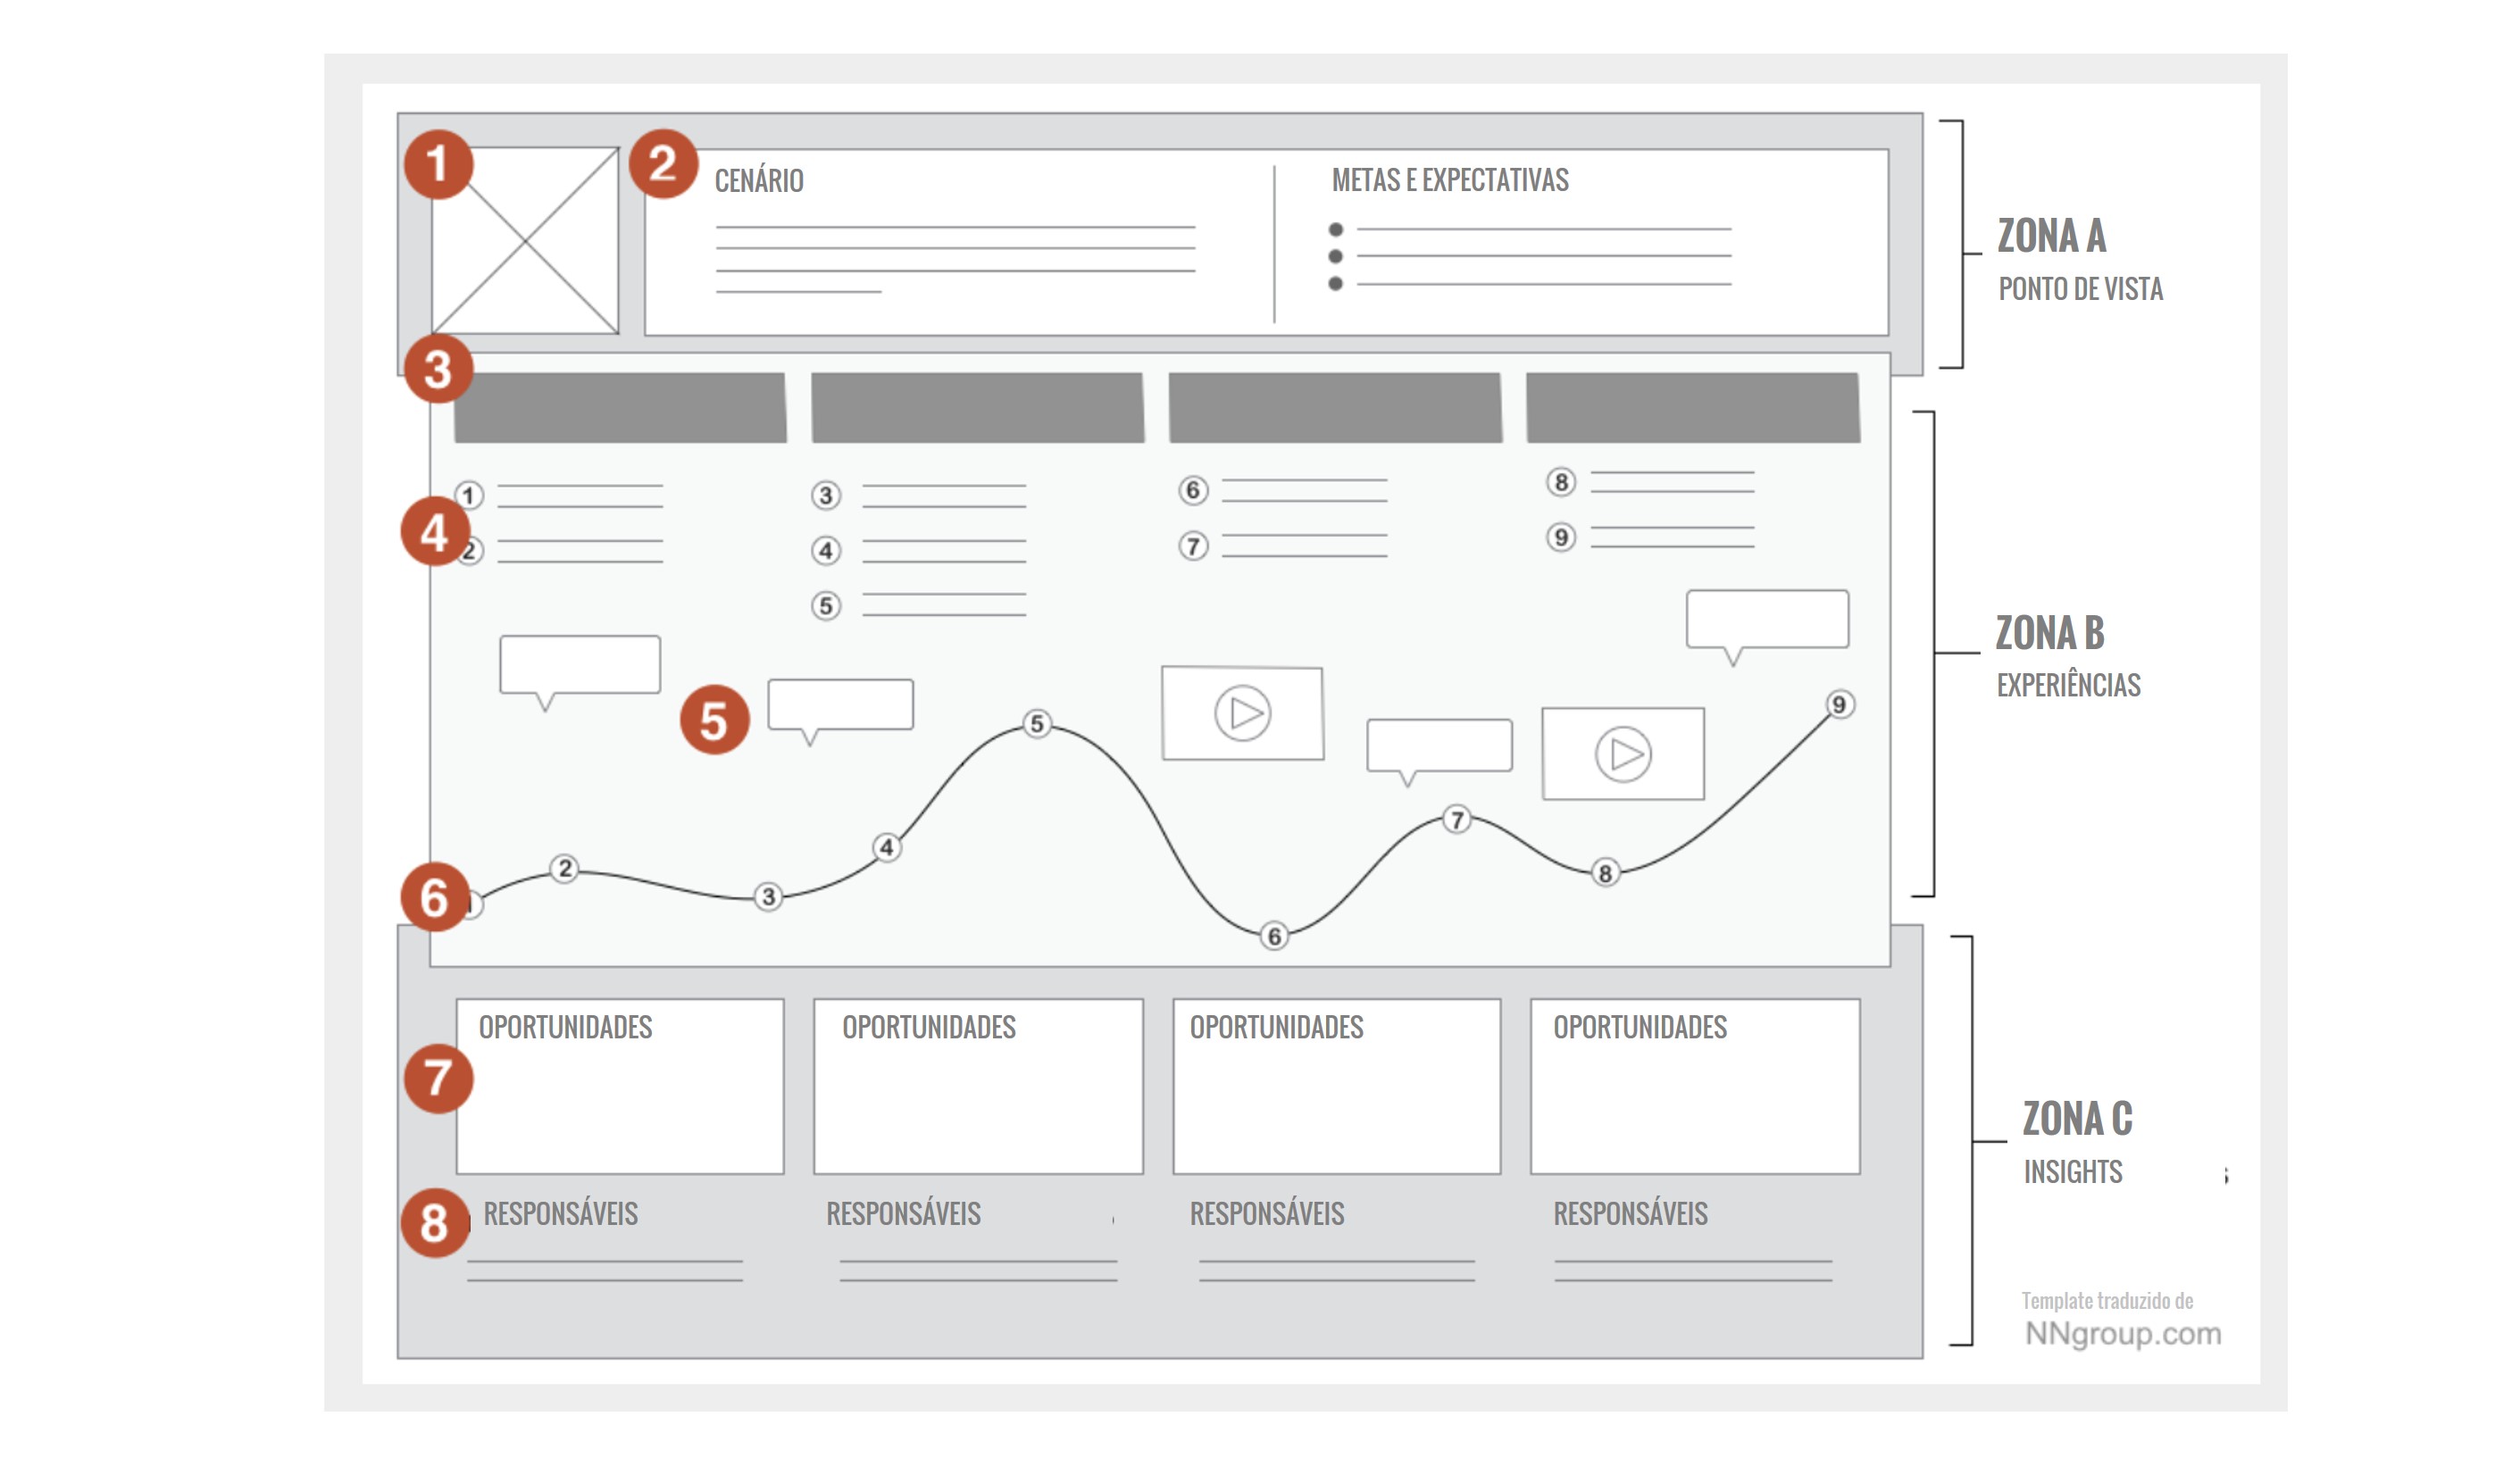 1
2
CENÁRIO
METAS E EXPECTATIVAS
ZONA A
PONTO DE VISTA
3
4
1
2
3
4
5
6
7
8
9
ZONA B
EXPERIÊNCIAS
5
6
2
3
4
5
6
7
8
9
7
OPORTUNIDADES
OPORTUNIDADES
OPORTUNIDADES
OPORTUNIDADES
ZONA C
INSIGHTS
8
RESPONSÁVEIS
RESPONSÁVEIS
RESPONSÁVEIS
RESPONSÁVEIS
Template traduzido de
NNgroup.com